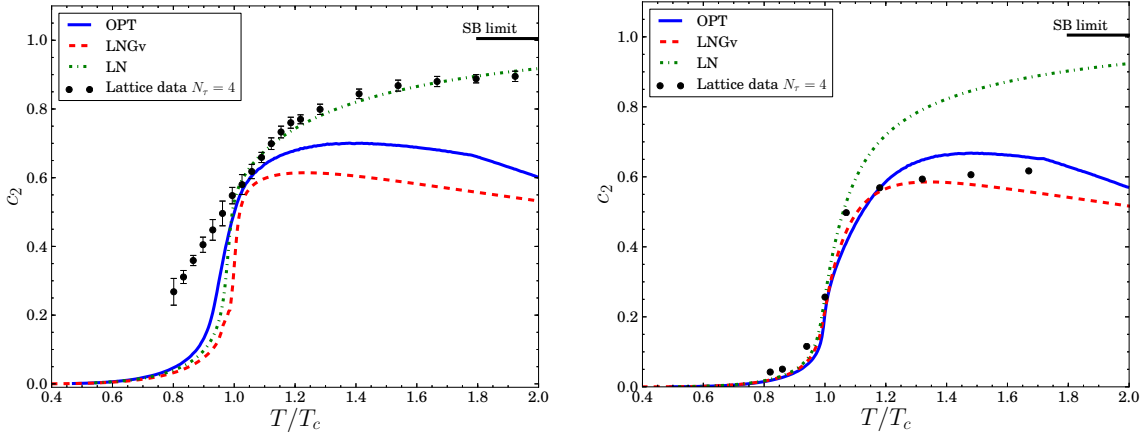 OPT
LNGv
LN
Lattice data N_τ = 4
SB limit
1.0
0.8
0.6
0.4
0.2
0.0
c_2
0.4 0.6 0.8 1.0 1.2 1.4 1.6 1.8 2.0
T/T_c
OPT
LNGv
LN
Lattice data N_τ = 4
SB limit
1.0
0.8
0.6
0.4
0.2
0.0
c_2
0.4 0.6 0.8 1.0 1.2 1.4 1.6 1.8 2.0
T/T_c